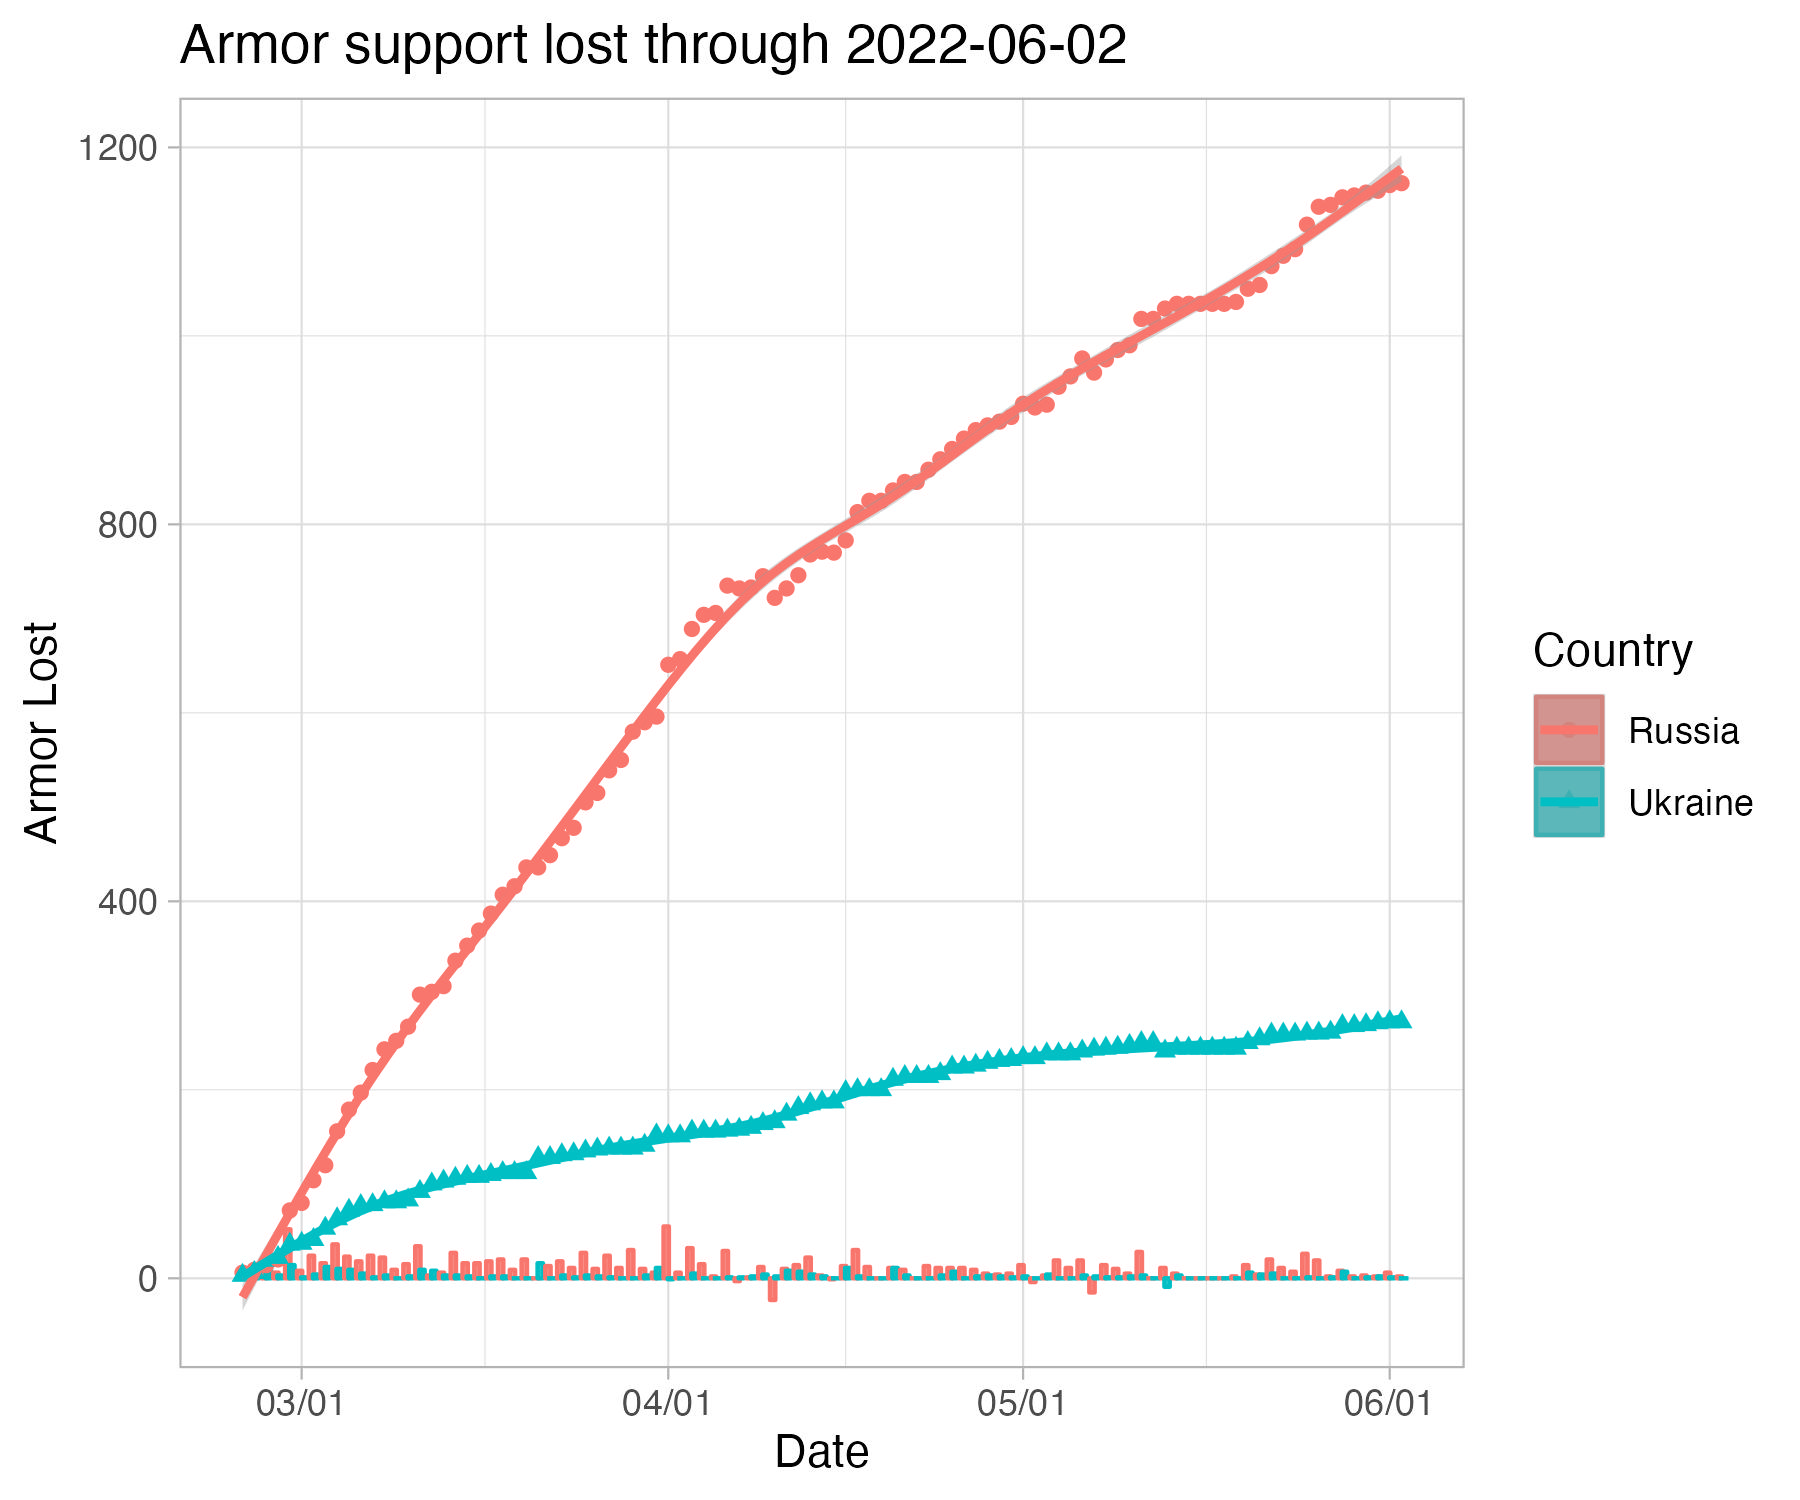 Armor support lost through 2022-06-02
Armor Lost
1200
800
400
0
03/01
04/01
05/01
06/01
Date
Country
Russia
Ukraine